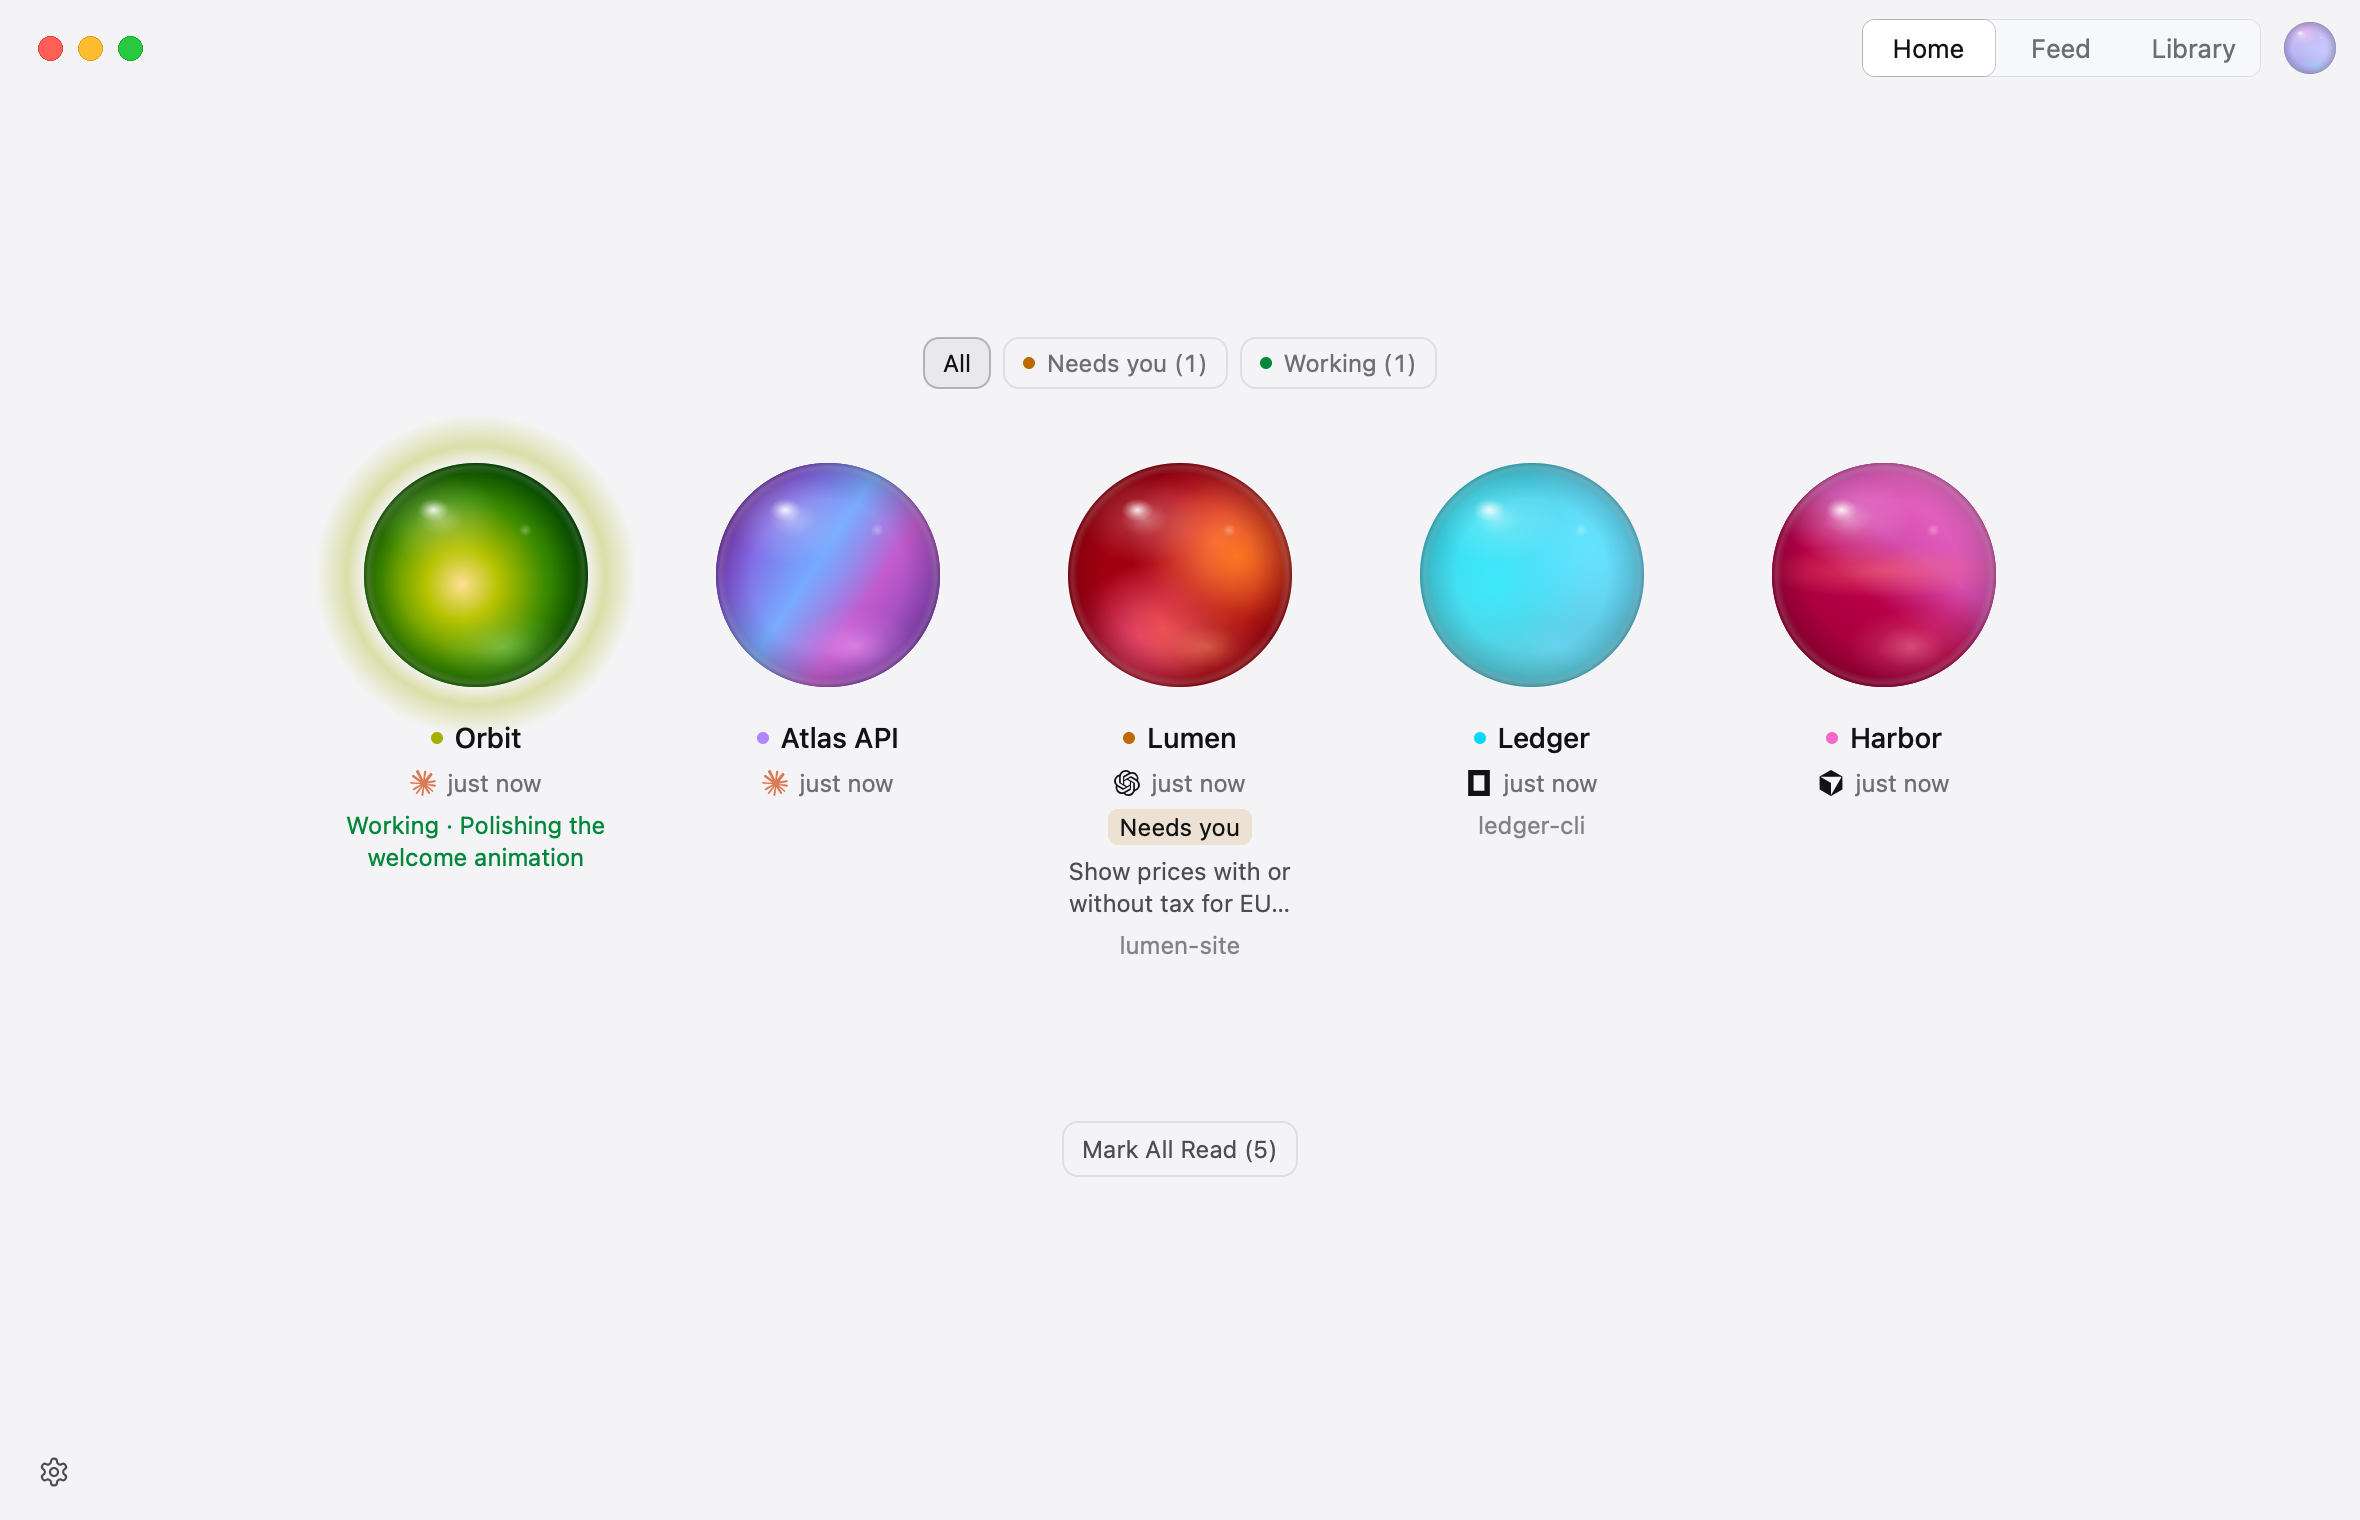 Home
Feed
Library
All
Needs you (1)
Working (1)
Orbit
just now
Working · Polishing the
welcome animation
Atlas API
just now
Lumen
just now
Needs you
Show prices with or
without tax for EU...
lumen-site
Ledger
just now
ledger-cli
Harbor
just now
Mark All Read (5)